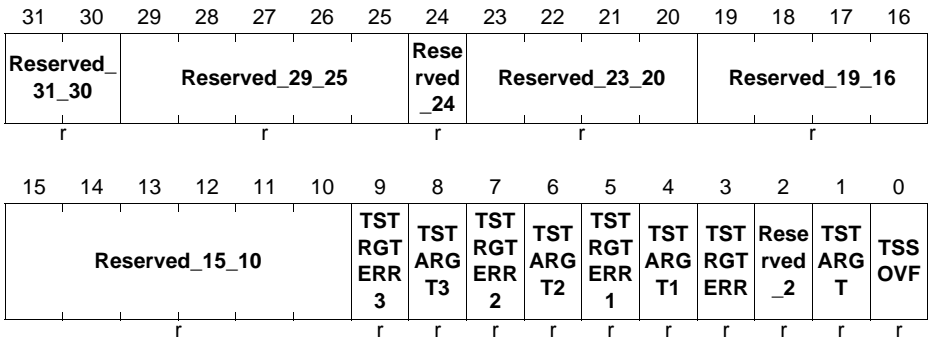 31 30 29 28 27 26 25 24 23 22 21 20 19 18 17 16
Reserved_
31_30
Reserved_29_25
Rese
rved
_24
Reserved_23_20
Reserved_19_16
r r r r r
15 14 13 12 11 10 9 8 7 6 5 4 3 2 1 0
Reserved_15_10
TST
RGT
ERR
3
TST
ARG
T3
TST
RGT
ERR
2
TST
ARG
T2
TST
RGT
ERR
1
TST
ARG
T1
TST
RGT
ERR
Rese
rved
_2
TST
ARG
T
TSS
OVF
r r r r r r r r r r r